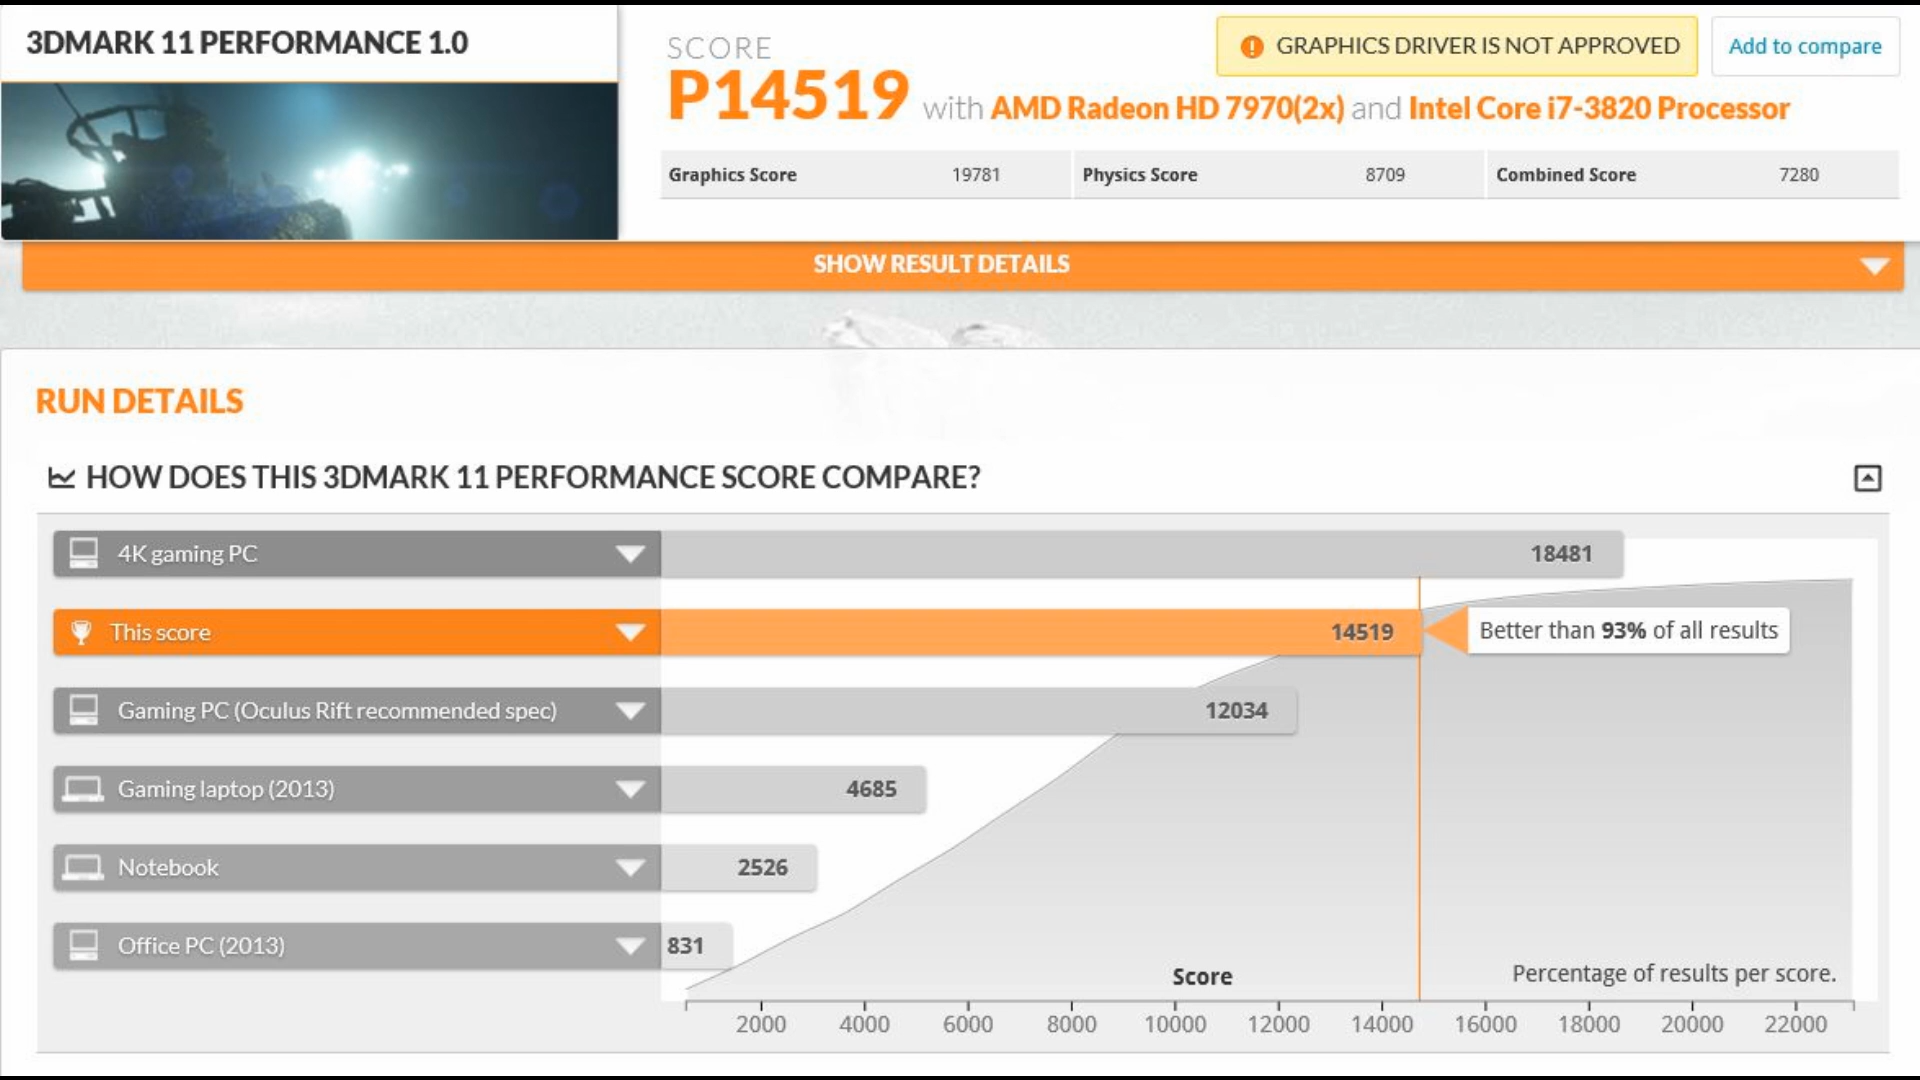 3DMARK 11 PERFORMANCE 1.0
SCORE
GRAPHICS DRIVER IS NOT APPROVED
Add to compare
P14519 with AMD Radeon HD 7970(2x) and Intel Core i7-3820 Processor
Graphics Score 19781 Physics Score 8709 Combined Score 7280
SHOW RESULT DETAILS
RUN DETAILS
HOW DOES THIS 3DMARK 11 PERFORMANCE SCORE COMPARE?
4K gaming PC 18481
This score 14519 Better than 93% of all results
Gaming PC (Oculus Rift recommended spec) 12034
Gaming laptop (2013) 4685
Notebook 2526
Office PC (2013) 831
Score Percentage of results per score.
2000 4000 6000 8000 10000 12000 14000 16000 18000 20000 22000